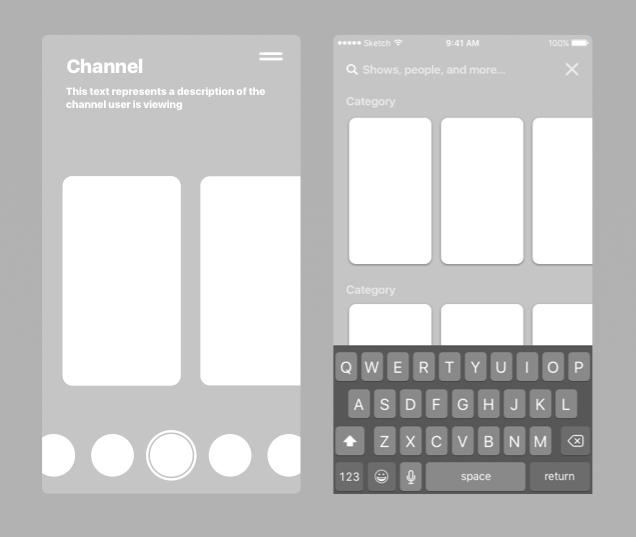 Channel
This text represents a description of the
channel user is viewing
Sketch
9:41 AM
100%
Shows, people, and more...
Category
Category
Q W E R T Y U I O P
A S D F G H J K L
Z X C V B N M
123 space return